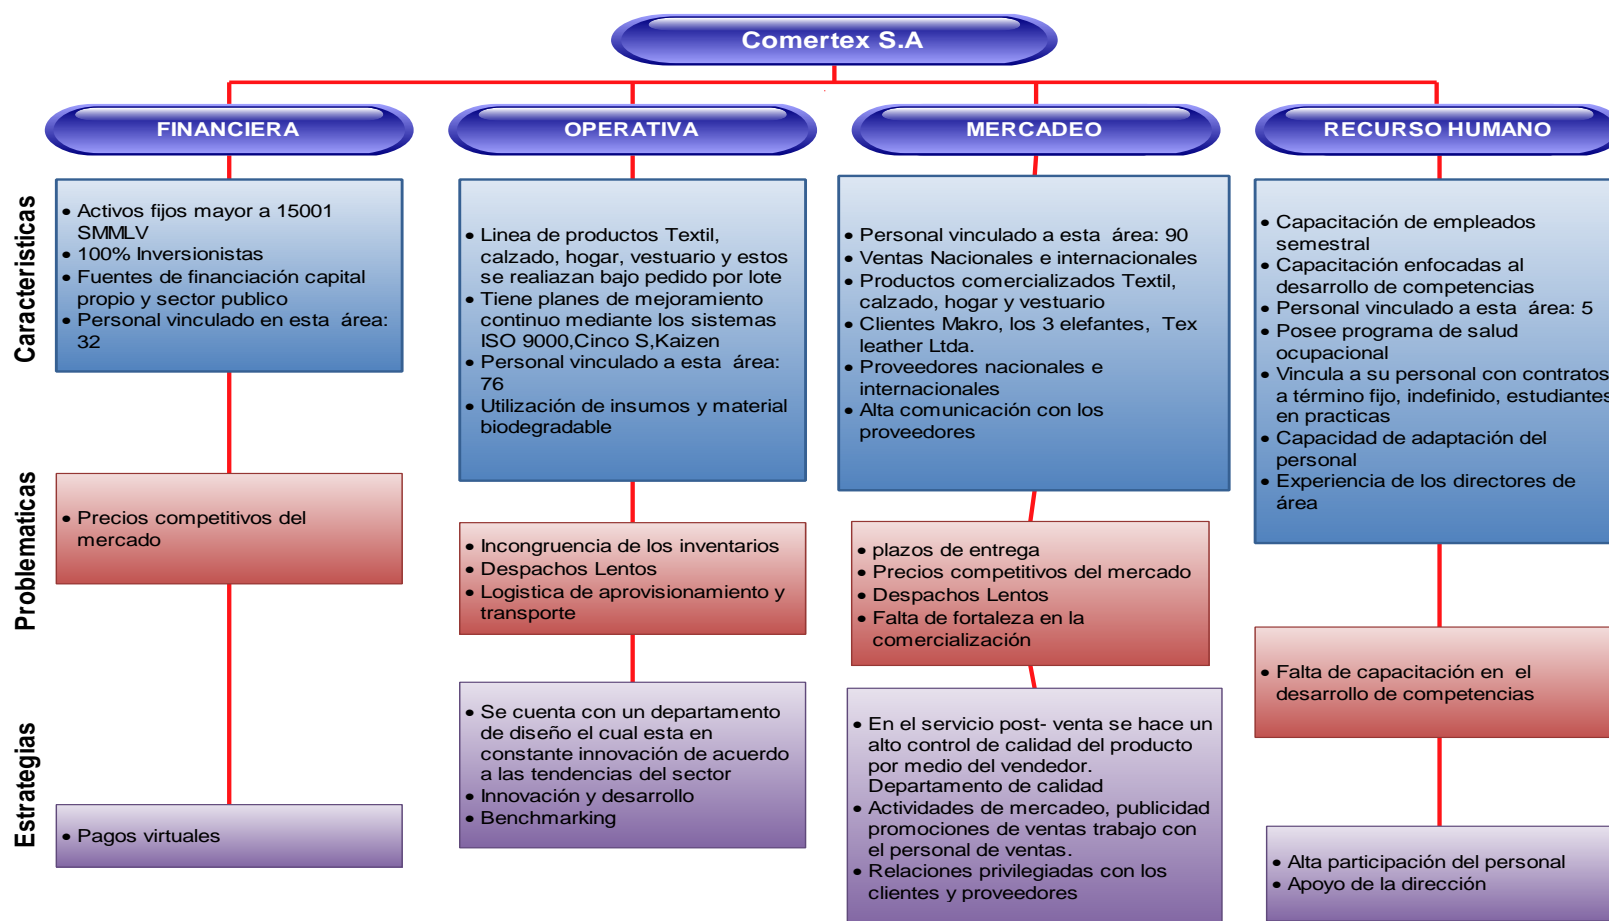 Comertex S.A
FINANCIERA
OPERATIVA
MERCADEO
RECURSO HUMANO
Características
• Activos fijos mayor a 15001
SMMLV
• 100% Inversionistas
• Fuentes de financiación capital
propio y sector publico
• Personal vinculado en esta área:
32
• Linea de productos Textil,
calzado, hogar, vestuario y estos
se realiazan bajo pedido por lote
• Tiene planes de mejoramiento
continuo mediante los sistemas
ISO 9000,Cinco S,Kaizen
• Personal vinculado a esta área:
76
• Utilización de insumos y material
biodegradable
• Personal vinculado a esta área: 90
• Ventas Nacionales e internacionales
• Productos comercializados Textil,
calzado, hogar y vestuario
• Clientes Makro, los 3 elefantes, Tex
leather Ltda.
• Proveedores nacionales e
internacionales
• Alta comunicación con los
proveedores
• Capacitación de empleados
semestral
• Capacitación enfocadas al
desarrollo de competencias
• Personal vinculado a esta área: 5
• Posee programa de salud
ocupacional
• Vincula a su personal con contratos
a término fijo, indefinido, estudiantes
en practicas
• Capacidad de adaptación del
personal
• Experiencia de los directores de
área
Problematicas
• Precios competitivos del
mercado
• Incongruencia de los inventarios
• Despachos Lentos
• Logistica de aprovisionamiento y
transporte
• plazos de entrega
• Precios competitivos del mercado
• Despachos Lentos
• Falta de fortaleza en la
comercialización
• Falta de capacitación en el
desarrollo de competencias
Estrategias
• Pagos virtuales
• Se cuenta con un departamento
de diseño el cual esta en
constante innovación de acuerdo
a las tendencias del sector
• Innovación y desarrollo
• Benchmarking
• En el servicio post- venta se hace un
alto control de calidad del producto
por medio del vendedor.
Departamento de calidad
• Actividades de mercadeo, publicidad
promociones de ventas trabajo con
el personal de ventas.
• Relaciones privilegiadas con los
clientes y proveedores
• Alta participación del personal
• Apoyo de la dirección